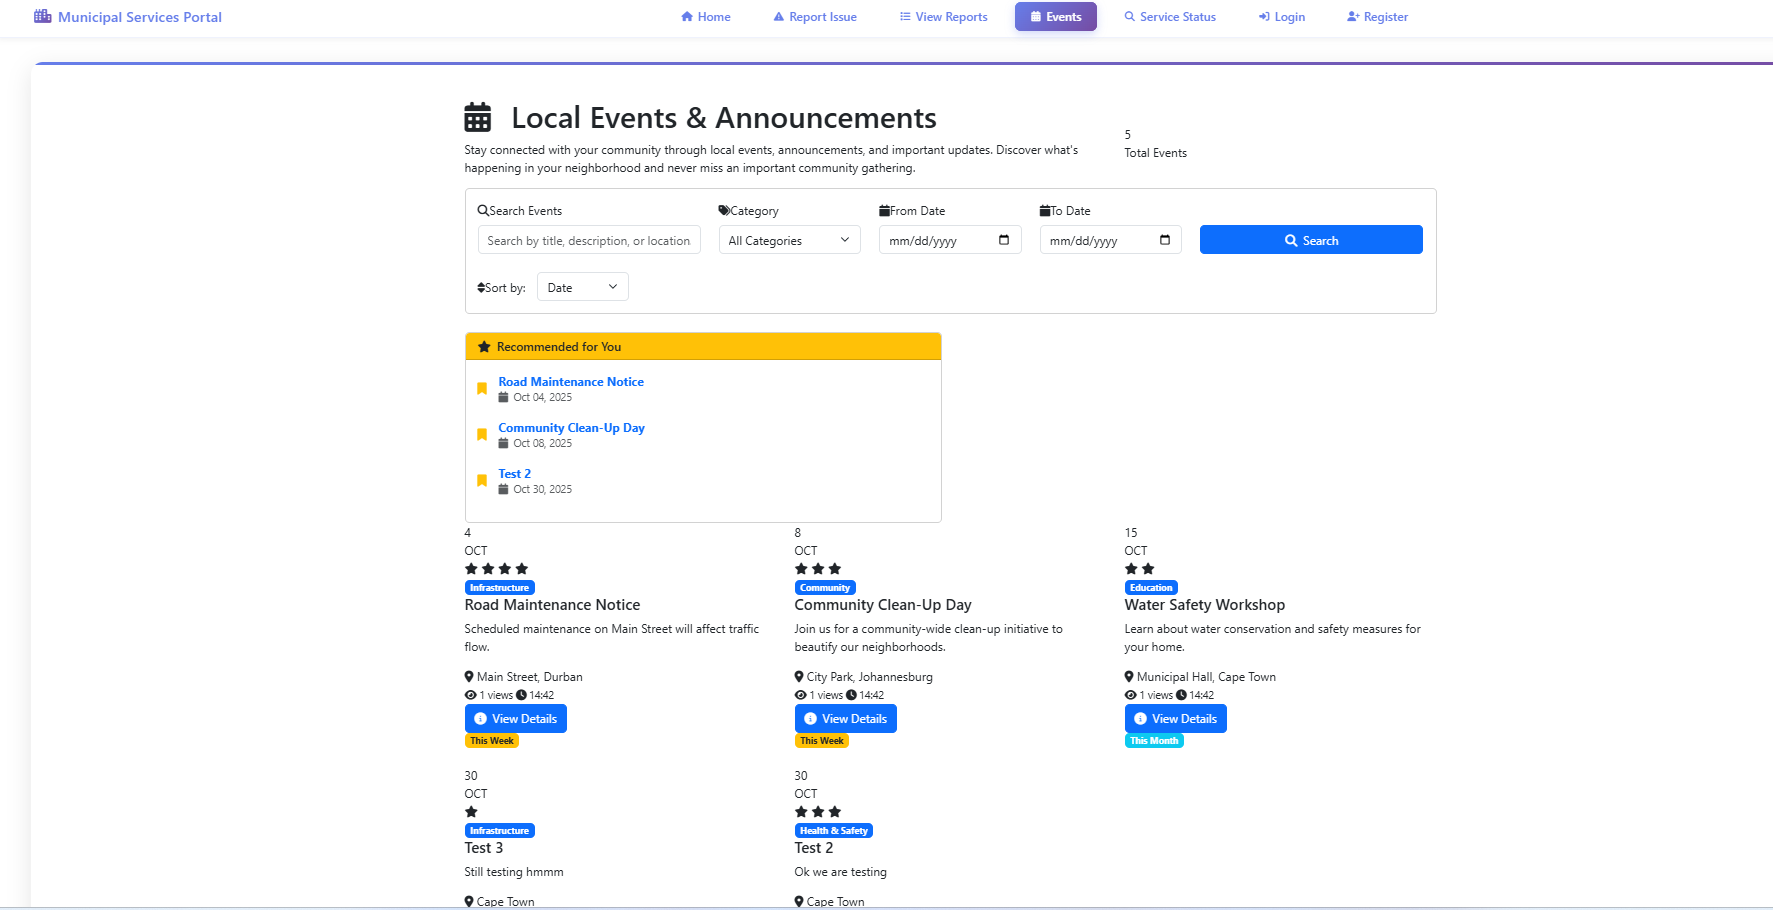 Municipal Services Portal
Home
Report Issue
View Reports
Events
Service Status
Login
Register
Local Events & Announcements
Stay connected with your community through local events, announcements, and important updates. Discover what's
happening in your neighborhood and never miss an important community gathering.
5
Total Events
Search Events
Category
From Date
To Date
Search by title, description, or location
All Categories
mm/dd/yyyy
mm/dd/yyyy
Search
Sort by:
Date
Recommended for You
Road Maintenance Notice
Oct 04, 2025
Community Clean-Up Day
Oct 08, 2025
Test 2
Oct 30, 2025
4
OCT
Infrastructure
Road Maintenance Notice
Scheduled maintenance on Main Street will affect traffic
flow.
Main Street, Durban
1 views 14:42
View Details
This Week
8
OCT
Community
Community Clean-Up Day
Join us for a community-wide clean-up initiative to
beautify our neighborhoods.
City Park, Johannesburg
1 views 14:42
View Details
This Week
15
OCT
Education
Water Safety Workshop
Learn about water conservation and safety measures for
your home.
Municipal Hall, Cape Town
1 views 14:42
View Details
This Month
30
OCT
Infrastructure
Test 3
Still testing hmmm
Cape Town
30
OCT
Health & Safety
Test 2
Ok we are testing
Cape Town